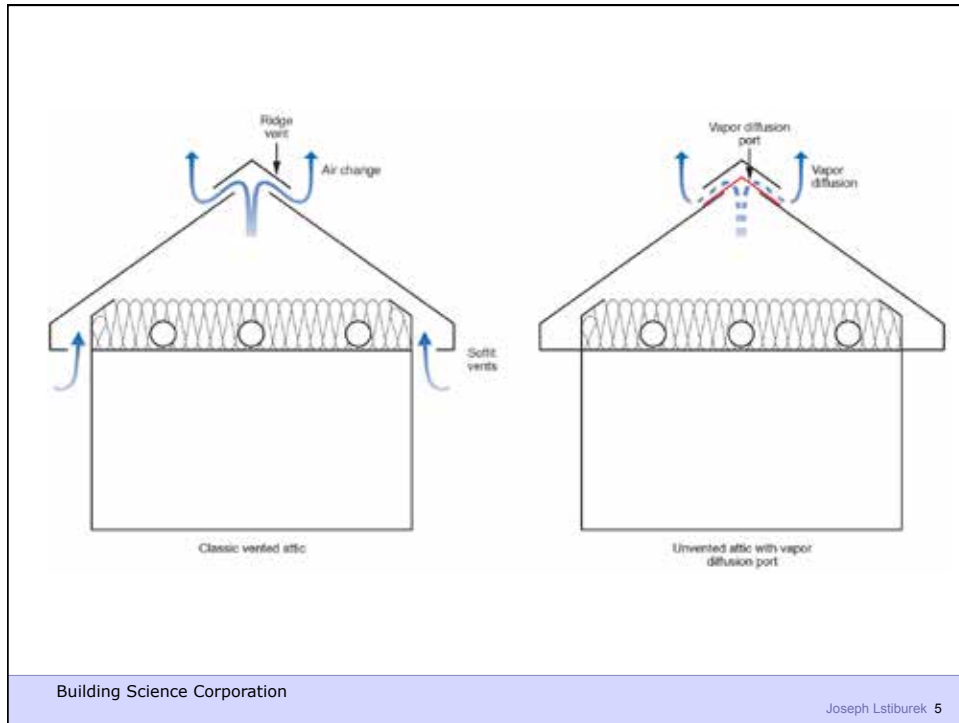 Ridge
vent
Air change
Soffit
vents
Classic vented attic
Vapor diffusion
port
Vapor
diffusion
Unvented attic with vapor
diffusion port
Building Science Corporation
Joseph Lstiburek 5